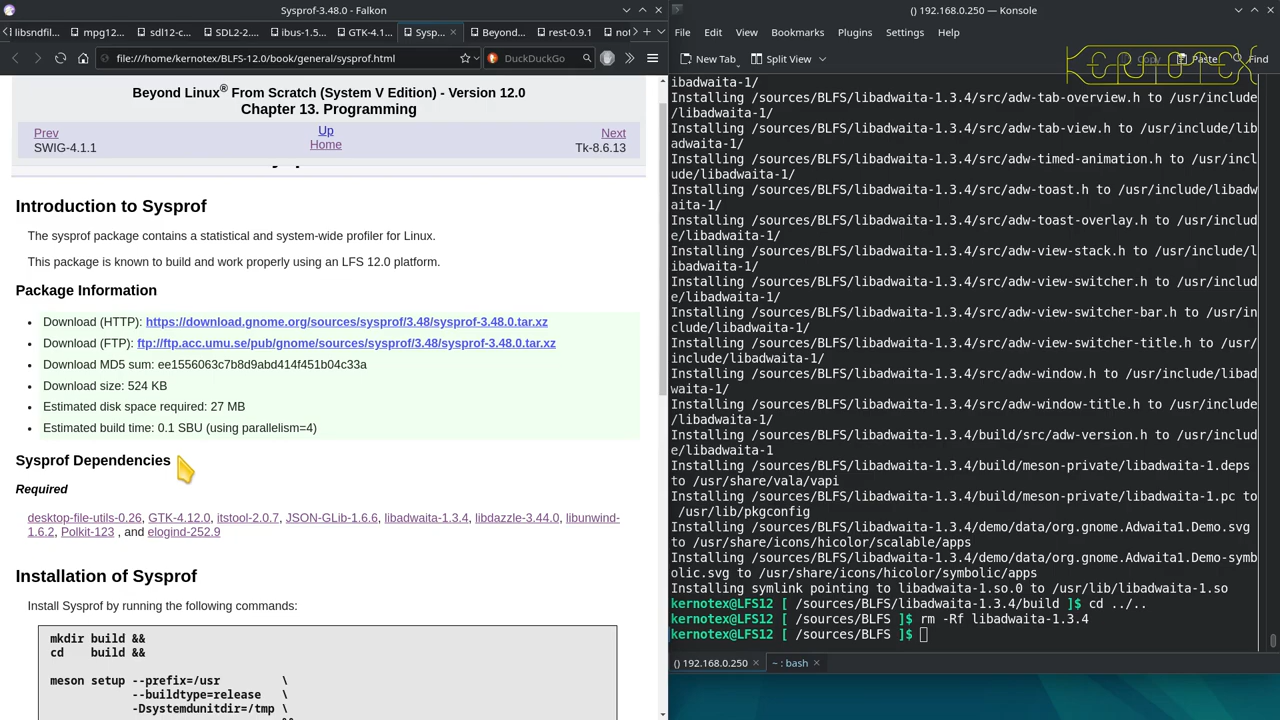 Sysprof-3.48.0 - Falkon
libsndfil...
mpg12...
sdl12-c...
SDL2-2....
ibus-1.5...
GTK-4.1...
Sysp...
Beyond...
rest-0.9.1
file:///home/kernotex/BLFS-12.0/book/general/sysprof.html
DuckDuckGo
Beyond Linux® From Scratch (System V Edition) - Version 12.0
Chapter 13. Programming
Prev
Up
Next
SWIG-4.1.1
Home
Tk-8.6.13
Introduction to Sysprof
The sysprof package contains a statistical and system-wide profiler for Linux.
This package is known to build and work properly using an LFS 12.0 platform.
Package Information
• Download (HTTP): https://download.gnome.org/sources/sysprof/3.48/sysprof-3.48.0.tar.xz
• Download (FTP): ftp://ftp.acc.umu.se/pub/gnome/sources/sysprof/3.48/sysprof-3.48.0.tar.xz
• Download MD5 sum: ee1556063c7b8d9abd414f451b04c33a
• Download size: 524 KB
• Estimated disk space required: 27 MB
• Estimated build time: 0.1 SBU (using parallelism=4)
Sysprof Dependencies
Required
desktop-file-utils-0.26, GTK-4.12.0, itstool-2.0.7, JSON-GLib-1.6.6, libadwaita-1.3.4, libdazzle-3.44.0, libunwind-
1.6.2, Polkit-123 , and elogind-252.9
Installation of Sysprof
Install Sysprof by running the following commands:
mkdir build &&
cd    build &&
meson setup --prefix=/usr        \
--buildtype=release   \
-Dsystemdunitdir=/tmp \
() 192.168.0.250 — Konsole
File Edit View Bookmarks Plugins Settings Help
New Tab Split View Copy Paste Find
KERNOTEX
ibadwaita-1/
Installing /sources/BLFS/libadwaita-1.3.4/src/adw-tab-overview.h to /usr/include
/libadwaita-1/
Installing /sources/BLFS/libadwaita-1.3.4/src/adw-tab-view.h to /usr/include/lib
adwaita-1/
Installing /sources/BLFS/libadwaita-1.3.4/src/adw-timed-animation.h to /usr/incl
ude/libadwaita-1/
Installing /sources/BLFS/libadwaita-1.3.4/src/adw-toast.h to /usr/include/libadw
aita-1/
Installing /sources/BLFS/libadwaita-1.3.4/src/adw-toast-overlay.h to /usr/includ
e/libadwaita-1/
Installing /sources/BLFS/libadwaita-1.3.4/src/adw-view-stack.h to /usr/include/l
ibadwaita-1/
Installing /sources/BLFS/libadwaita-1.3.4/src/adw-view-switcher.h to /usr/includ
e/libadwaita-1/
Installing /sources/BLFS/libadwaita-1.3.4/src/adw-view-switcher-bar.h to /usr/in
clude/libadwaita-1/
Installing /sources/BLFS/libadwaita-1.3.4/src/adw-view-switcher-title.h to /usr/
include/libadwaita-1/
Installing /sources/BLFS/libadwaita-1.3.4/src/adw-window.h to /usr/include/libad
waita-1/
Installing /sources/BLFS/libadwaita-1.3.4/src/adw-window-title.h to /usr/include
/libadwaita-1/
Installing /sources/BLFS/libadwaita-1.3.4/build/src/adw-version.h to /usr/includ
e/libadwaita-1
Installing /sources/BLFS/libadwaita-1.3.4/build/meson-private/libadwaita-1.deps
to /usr/share/vala/vapi
Installing /sources/BLFS/libadwaita-1.3.4/build/meson-private/libadwaita-1.pc to
/usr/lib/pkgconfig
Installing /sources/BLFS/libadwaita-1.3.4/demo/data/org.gnome.Adwaita1.Demo.svg
to /usr/share/icons/hicolor/scalable/apps
Installing /sources/BLFS/libadwaita-1.3.4/demo/data/org.gnome.Adwaita1.Demo-symb
olic.svg to /usr/share/icons/hicolor/symbolic/apps
Installing symlink pointing to libadwaita-1.so.0 to /usr/lib/libadwaita-1.so
kernotex@LFS12 [ /sources/BLFS/libadwaita-1.3.4/build ]$ cd ../..
kernotex@LFS12 [ /sources/BLFS ]$ rm -Rf libadwaita-1.3.4
kernotex@LFS12 [ /sources/BLFS ]$
() 192.168.0.250
~ : bash